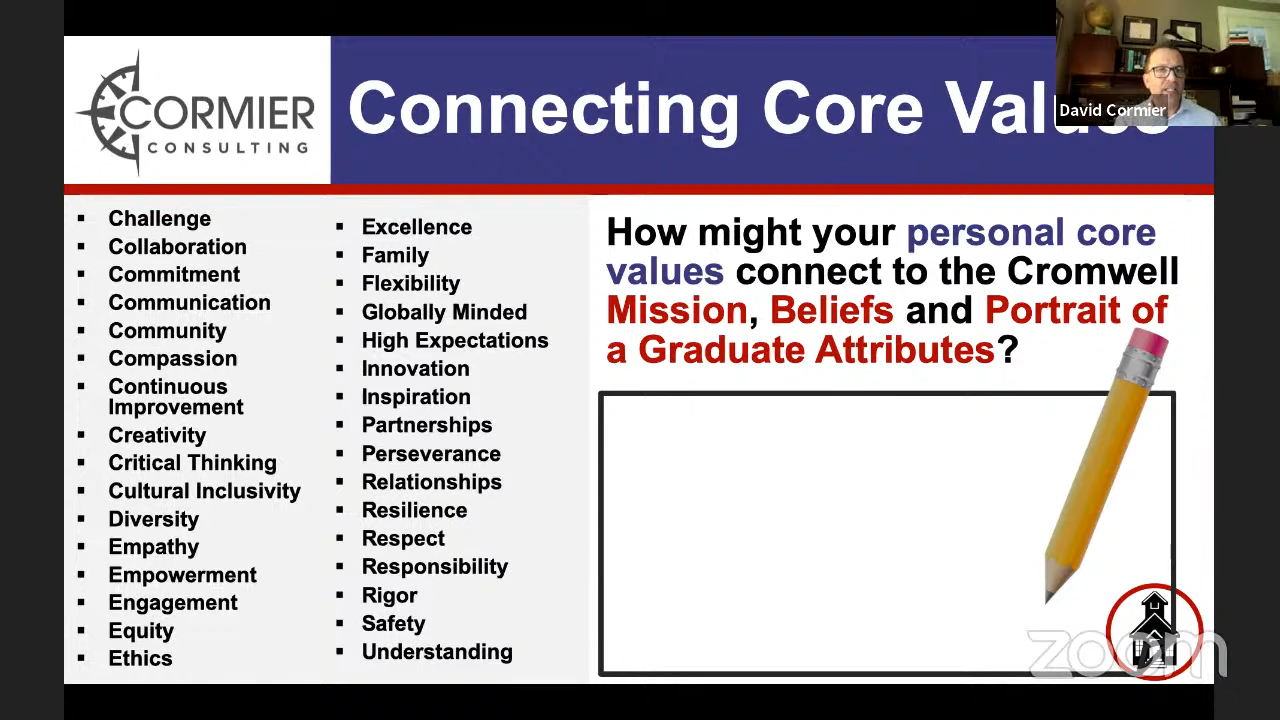 CORMIER
CONSULTING
Connecting Core Values
David Cormier
▪ Challenge
▪ Collaboration
▪ Commitment
▪ Communication
▪ Community
▪ Compassion
▪ Continuous
Improvement
▪ Creativity
▪ Critical Thinking
▪ Cultural Inclusivity
▪ Diversity
▪ Empathy
▪ Empowerment
▪ Engagement
▪ Equity
▪ Ethics
▪ Excellence
▪ Family
▪ Flexibility
▪ Globally Minded
▪ High Expectations
▪ Innovation
▪ Inspiration
▪ Partnerships
▪ Perseverance
▪ Relationships
▪ Resilience
▪ Respect
▪ Responsibility
▪ Rigor
▪ Safety
▪ Understanding
How might your personal core
values connect to the Cromwell
Mission, Beliefs and Portrait of
a Graduate Attributes?
zoom